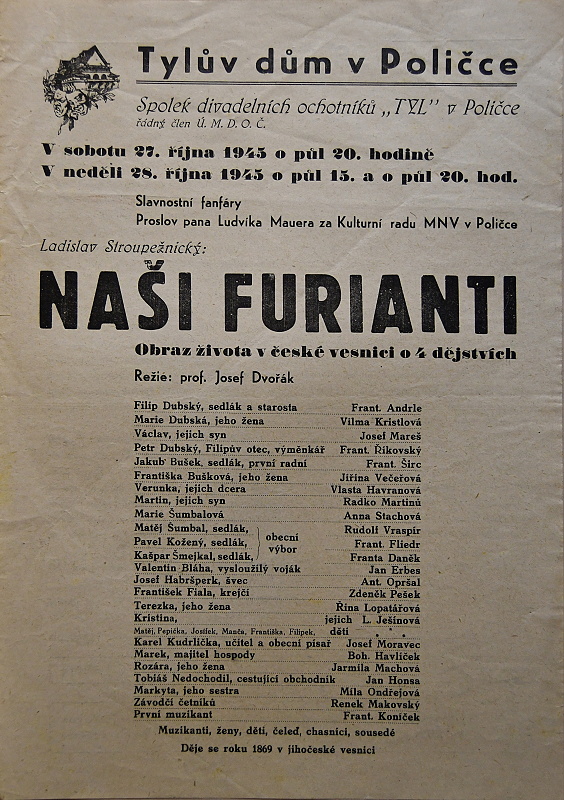 Tylův dům v Poličce
Spolek divadelních ochotníků „TYL" v Poličce
řádný člen Ú. M. D. O. Č.
V sobotu 27. října 1945 o půl 20. hodině
V neděli 28. října 1945 o půl 15. a o půl 20. hod.
Slavnostní fanfáry
Proslov pana Ludvíka Mauera za Kulturní radu MNV v Poličce
Ladislav Stroupežnický:
NAŠI FURIANTI
Obraz života v české vesnici o 4 dějstvích
Režie: prof. Josef Dvořák
Filip Dubský, sedlák a starosta Frant. Andrle
Marie Dubská, jeho žena Vilma Kristlová
Václav, jejich syn Josef Mareš
Petr Dubský, Filipův otec, výměnkář Frant. Říkovský
Jakub Bušek, sedlák, první radní Frant. Širc
Františka Bušková, jeho žena Jiřina Večeřová
Verunka, jejich dcera Vlasta Havranová
Martin, jejich syn Radko Martinů
Marie Šumbalová Anna Stachová
Matěj Šumbal, sedlák, Rudolf Vraspír
Pavel Kožený, sedlák, obecní výbor Frant. Fliedr
Kašpar Šmejkal, sedlák, Franta Daněk
Valentin Bláha, vysloužilý voják Jan Erbes
Josef Habršperk, švec Ant. Opršal
František Fiala, krejčí Zdeněk Pešek
Terezka, jeho žena Řina Lopatářová
Kristina, jejich L. Ješinová
Matěj, Pepička, Josífek, Manča, Františka, Filípek, děti . . .
Karel Kudrlička, učitel a obecní písař Josef Moravec
Marek, majitel hospody Boh. Havlíček
Rozára, jeho žena Jarmila Machová
Tobiáš Nedochodil, cestující obchodník Jan Honsa
Markyta, jeho sestra Míla Ondřejová
Závodčí četníků Renek Makovský
První muzikant Frant. Koníček
Muzikanti, ženy, děti, čeleď, chasníci, sousedé
Děje se roku 1869 v jihočeské vesnici